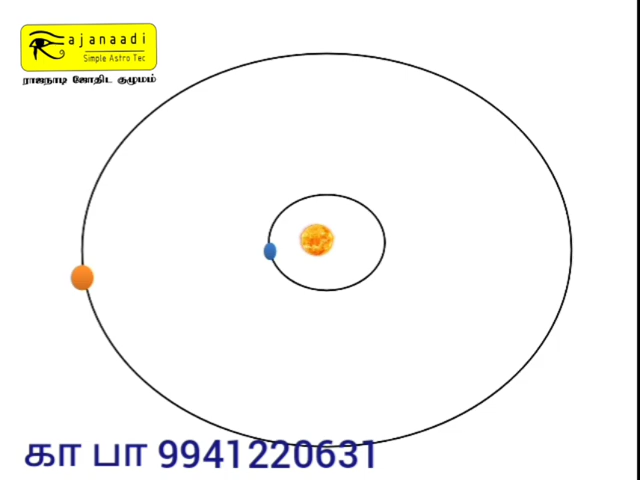 ajanaadi
Simple Astro Tec
ராஜநாடி ஜோதிட குழுமம்
கா பா 9941220631